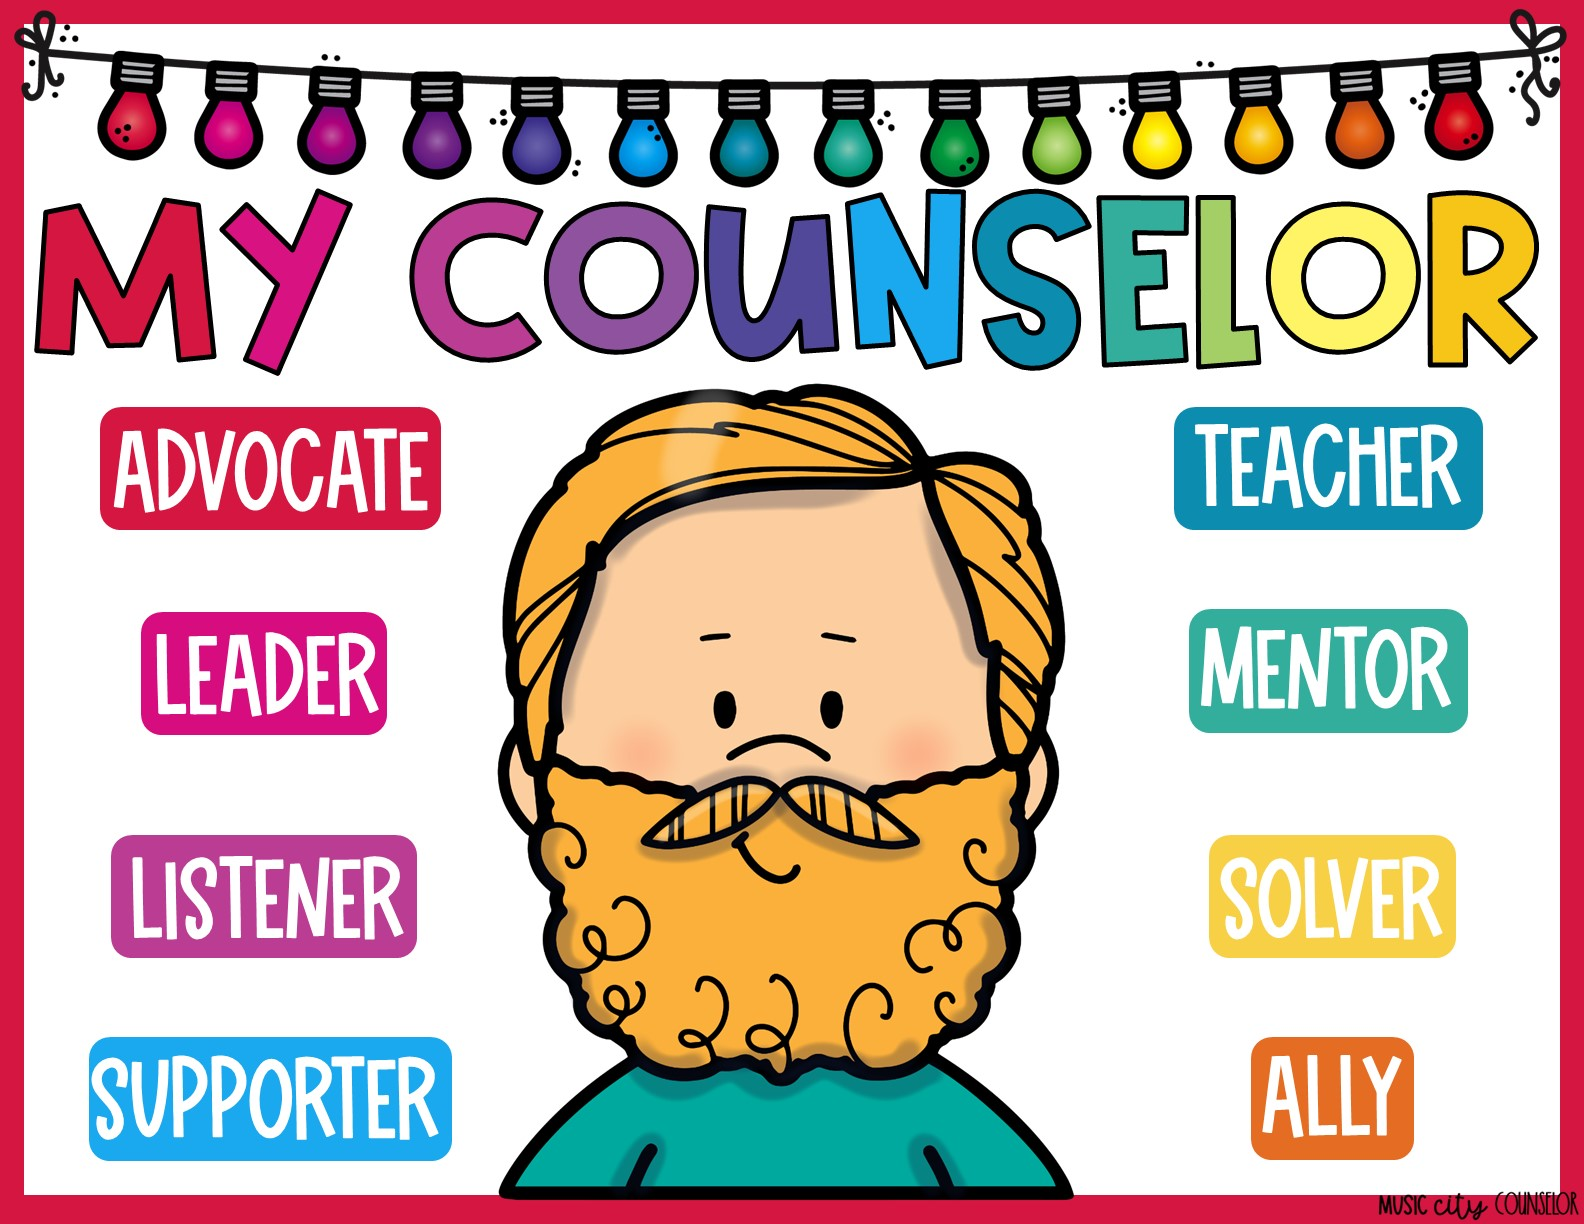 MY COUNSELOR
ADVOCATE
LEADER
LISTENER
SUPPORTER
TEACHER
MENTOR
SOLVER
ALLY
MUSIC city COUNSELOR